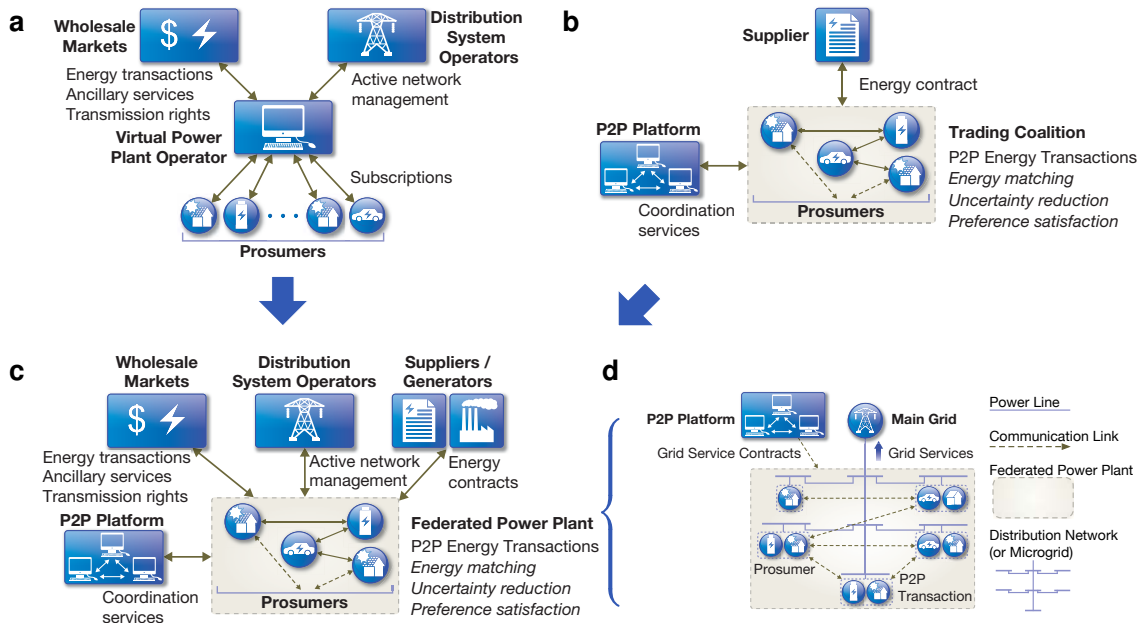 a
Wholesale
Markets
$
Distribution
System
Operators
Energy transactions
Ancillary services
Transmission rights
Active network
management
Virtual Power
Plant Operator
Subscriptions
Prosumers
b
Supplier
Energy contract
P2P Platform
Coordination
services
Trading Coalition
P2P Energy Transactions
Energy matching
Uncertainty reduction
Preference satisfaction
Prosumers
c
Wholesale
Markets
$
Distribution
System Operators
Suppliers /
Generators
Energy transactions
Ancillary services
Transmission rights
Active network
management
Energy
contracts
P2P Platform
Coordination
services
Federated Power Plant
P2P Energy Transactions
Energy matching
Uncertainty reduction
Preference satisfaction
Prosumers
d
P2P Platform
Main Grid
Grid Service Contracts
Grid Services
Prosumer
P2P
Transaction
Power Line
Communication Link
Federated Power Plant
Distribution Network
(or Microgrid)